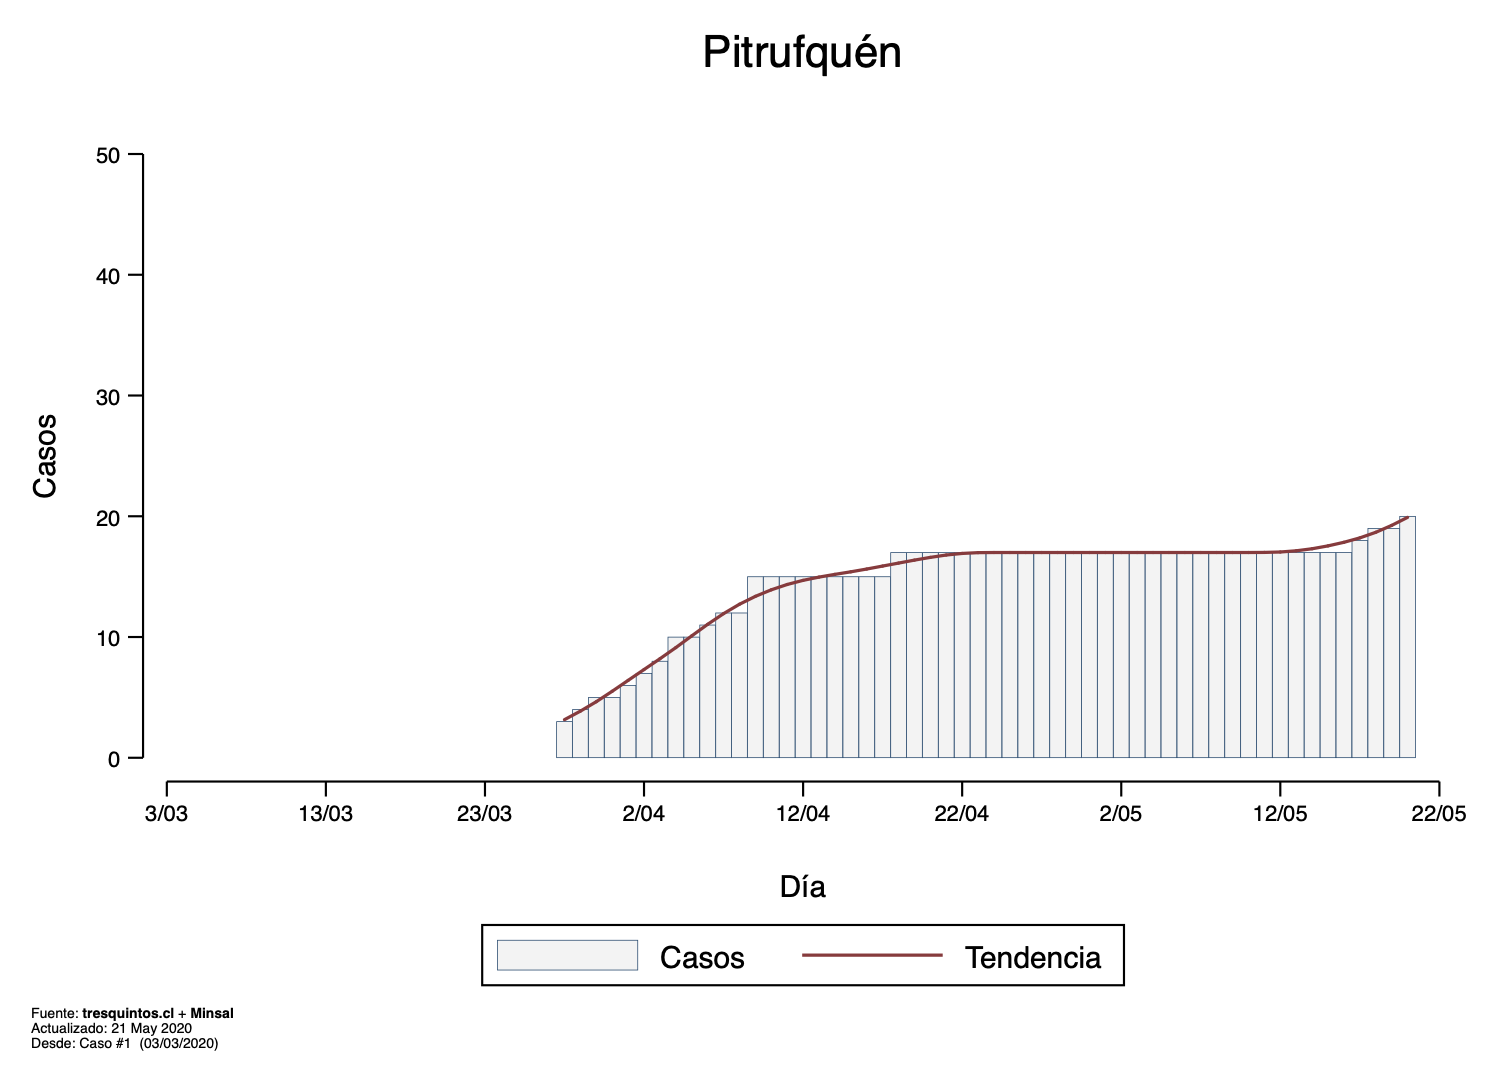 Pitrufquén
50
40
30
20
10
0
Casos
3/03 13/03 23/03 2/04 12/04 22/04 2/05 12/05 22/05
Día
Casos Tendencia
Fuente: tresquintos.cl + Minsal
Actualizado: 21 May 2020
Desde: Caso #1 (03/03/2020)